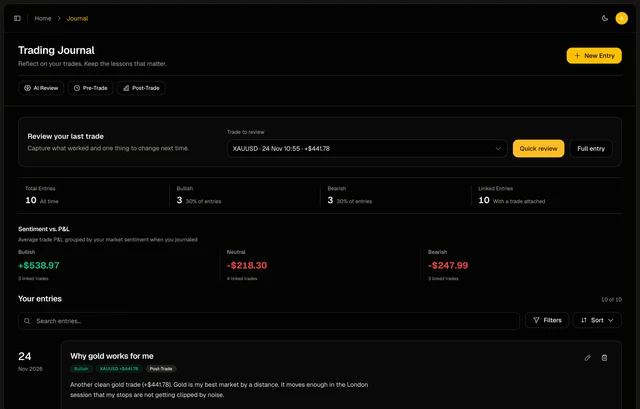 Home > Journal
Trading Journal
Reflect on your trades. Keep the lessons that matter.
+ New Entry
AI Review
Pre-Trade
Post-Trade
Review your last trade
Capture what worked and one thing to change next time.
Trade to review
XAUUSD · 24 Nov 10:55 · +$441.78
Quick review
Full entry
Total Entries
10 All time
Bullish
3 30% of entries
Bearish
3 30% of entries
Linked Entries
10 With a trade attached
Sentiment vs. P&L
Average trade P&L, grouped by your market sentiment when you journaled
Bullish
+$538.97
3 linked trades
Neutral
-$218.30
4 linked trades
Bearish
-$247.99
3 linked trades
Your entries
10 of 10
Search entries...
Filters
Sort
24
Nov 2026
Why gold works for me
Bullish
XAUUSD +$441.78
Post-Trade
Another clean gold trade (+$441.78). Gold is my best market by a distance. It moves enough in the London
session that my stops are not getting clipped by noise.